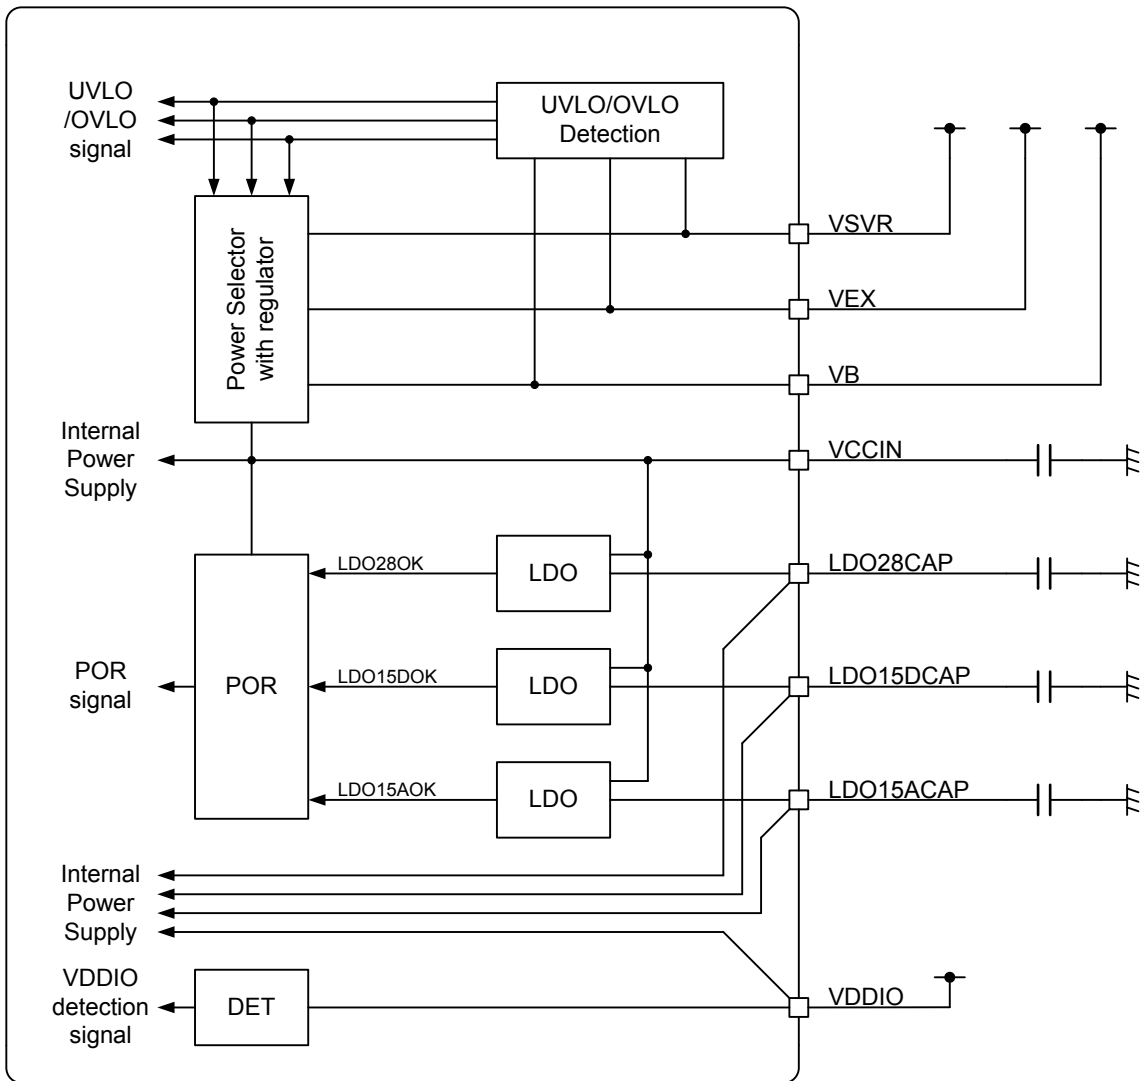 UVLO
/OVLO
signal
UVLO/OVLO
Detection
Power Selector
with regulator
VSVR
VEX
VB
Internal
Power
Supply
VCCIN
LDO28OK
LDO
LDO28CAP
POR
signal
POR
LDO15DOK
LDO
LDO15DCAP
LDO15AOK
LDO
LDO15ACAP
Internal
Power
Supply
VDDIO
detection
signal
DET
VDDIO